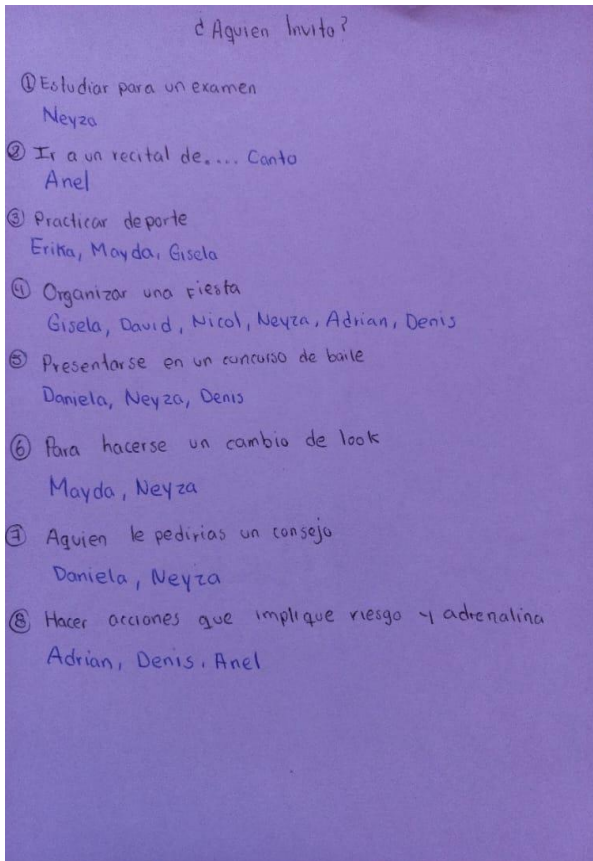 ¿ Aquien Invito?
① Estudiar para un examen
Neyza
② Ir a un recital de.... Canto
Anel
③ Practicar deporte
Erika, Mayda, Gisela
④ Organizar una Fiesta
Gisela, David, Nicol, Neyza, Adrian, Denis
⑤ Presentarse en un concurso de baile
Daniela, Neyza, Denis
⑥ Para hacerse un cambio de look
Mayda, Neyza
⑦ Aquien le pedirias un consejo
Daniela, Neyza
⑧ Hacer acciones que implique riesgo y adrenalina
Adrian, Denis, Anel